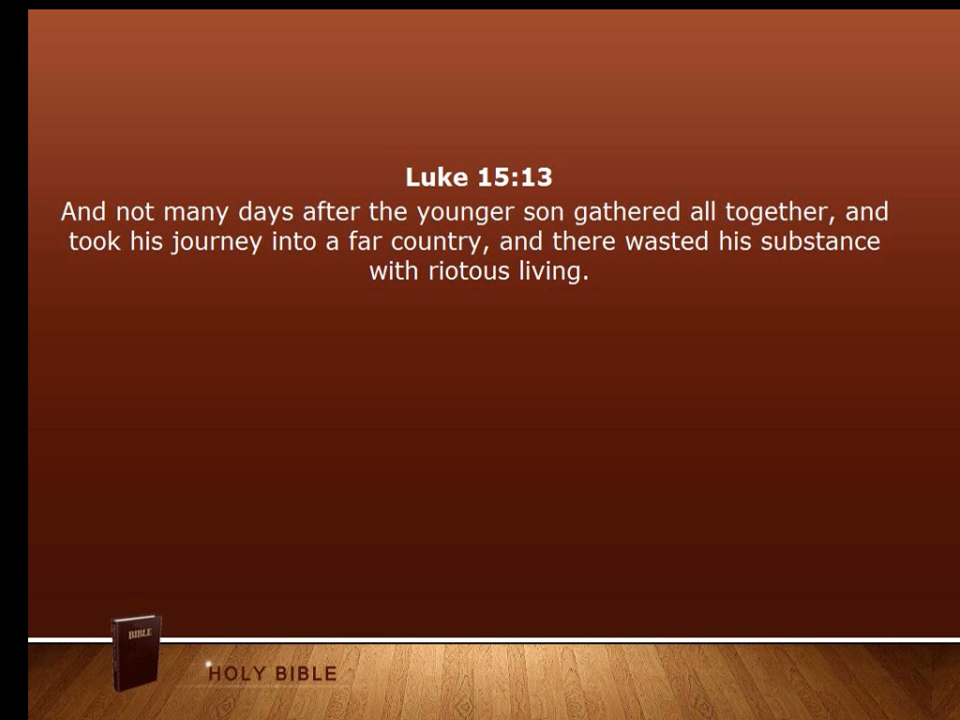 Luke 15:13
And not many days after the younger son gathered all together, and
took his journey into a far country, and there wasted his substance
with riotous living.
BIBLE
HOLY BIBLE